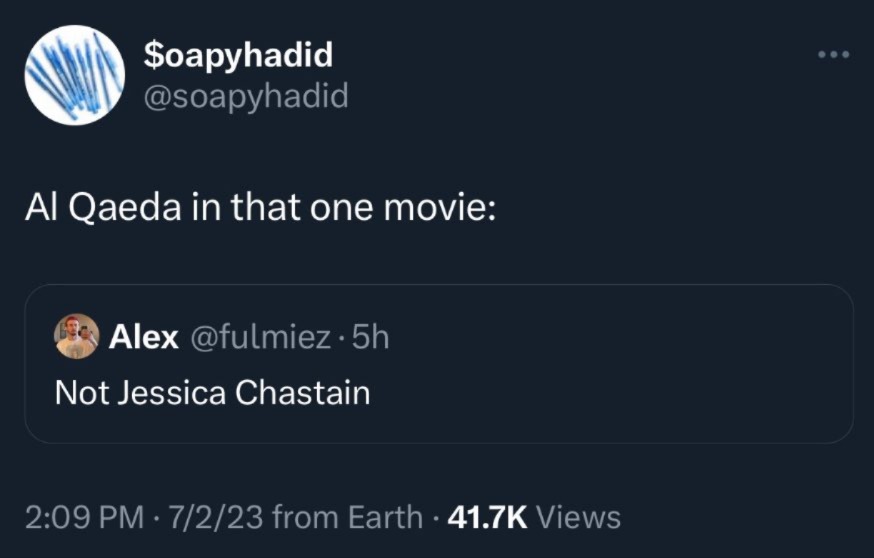 $oapyhadid
@soapyhadid
Al Qaeda in that one movie:
Alex @fulmiez · 5h
Not Jessica Chastain
2:09 PM · 7/2/23 from Earth · 41.7K Views